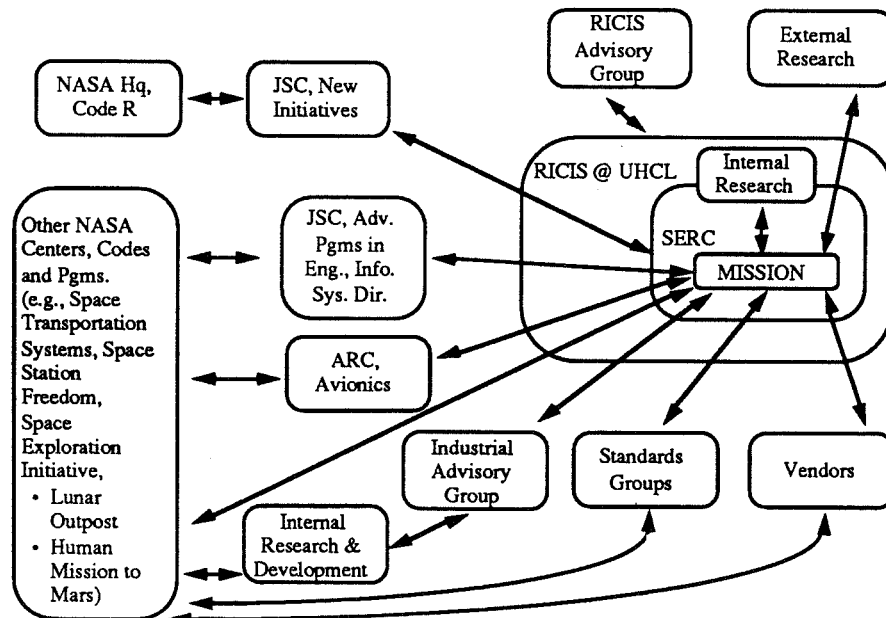 RICIS
Advisory
Group
External
Research
NASA Hq,
Code R
JSC, New
Initiatives
RICIS @ UHCL
Internal
Research
SERC
MISSION
Other NASA
Centers, Codes
and Pgms.
(e.g., Space
Transportation
Systems, Space
Station
Freedom,
Space
Exploration
Initiative,
• Lunar
Outpost
• Human
Mission to
Mars)
JSC, Adv.
Pgms in
Eng., Info.
Sys. Dir.
ARC,
Avionics
Industrial
Advisory
Group
Standards
Groups
Vendors
Internal
Research &
Development